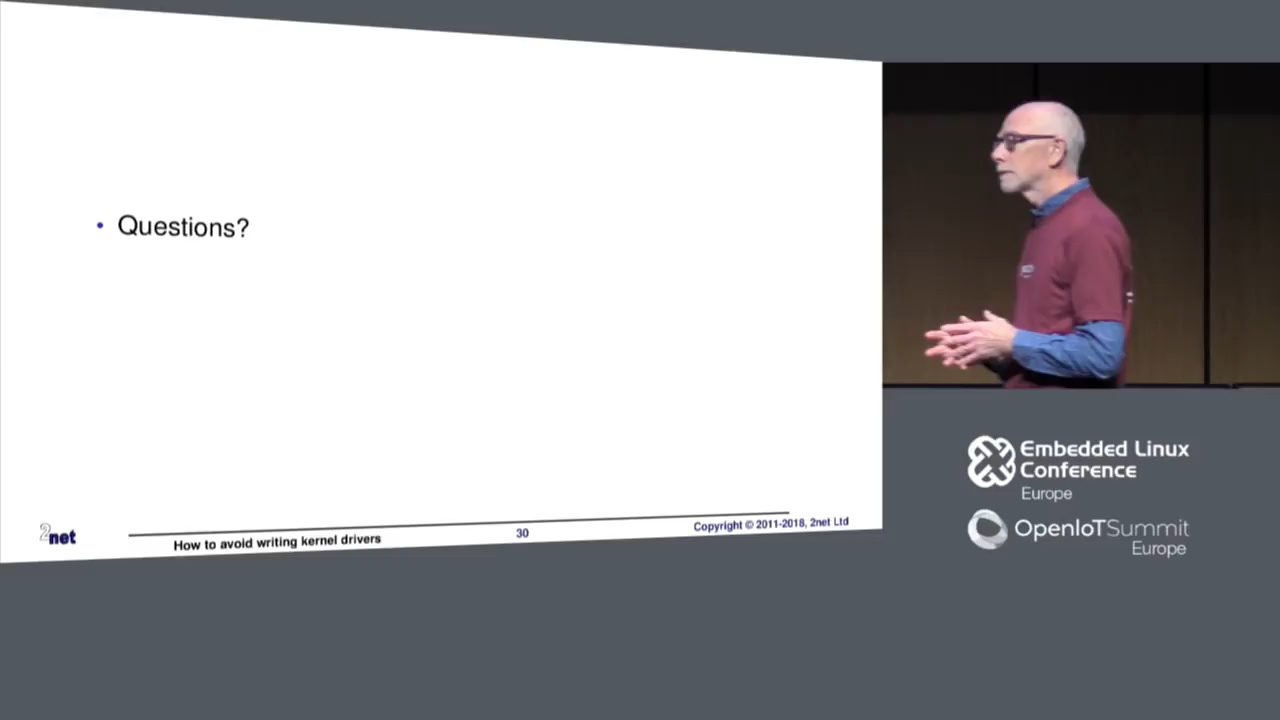 • Questions?
2net
How to avoid writing kernel drivers
30
Copyright © 2011-2018, 2net Ltd
Embedded Linux
Conference
Europe
OpenIoTSummit
Europe